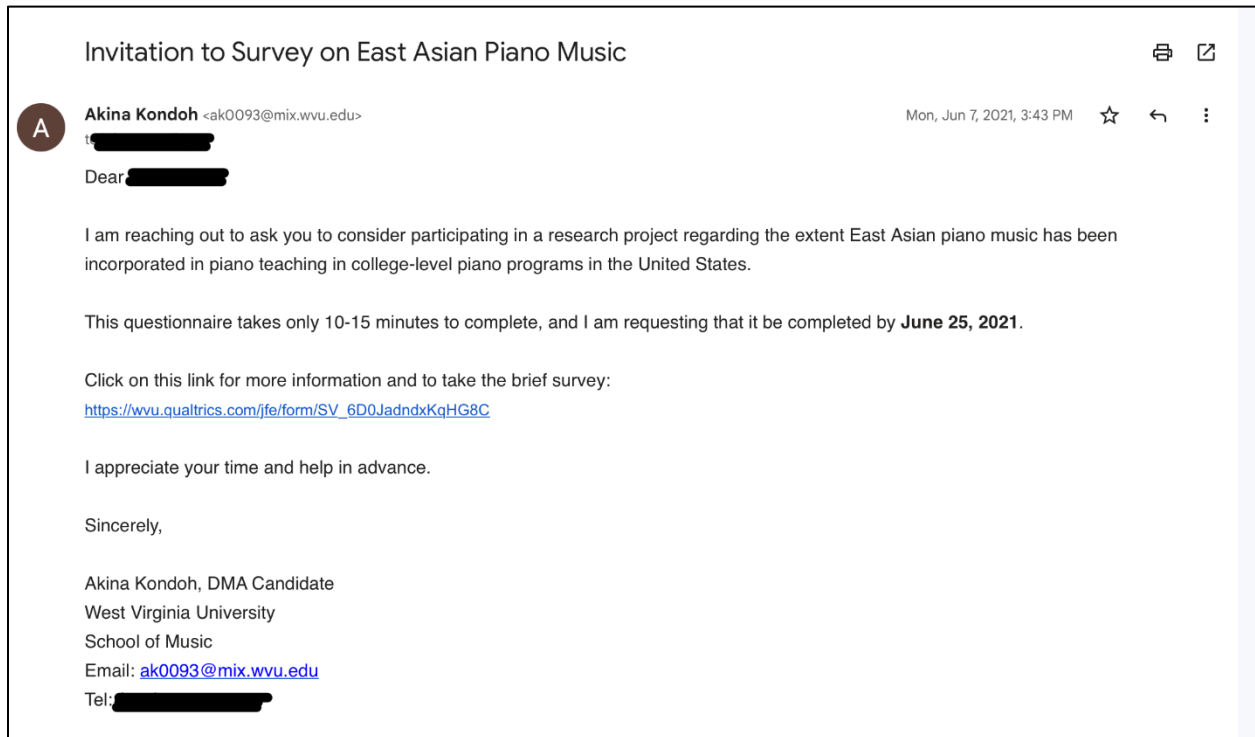 Invitation to Survey on East Asian Piano Music
A
Akina Kondoh <ak0093@mix.wvu.edu>
Mon, Jun 7, 2021, 3:43 PM
Dear
I am reaching out to ask you to consider participating in a research project regarding the extent East Asian piano music has been
incorporated in piano teaching in college-level piano programs in the United States.
This questionnaire takes only 10-15 minutes to complete, and I am requesting that it be completed by June 25, 2021.
Click on this link for more information and to take the brief survey:
https://wvu.qualtrics.com/jfe/form/SV_6D0JadndxKqHG8C
I appreciate your time and help in advance.
Sincerely,
Akina Kondoh, DMA Candidate
West Virginia University
School of Music
Email: ak0093@mix.wvu.edu
Tel: